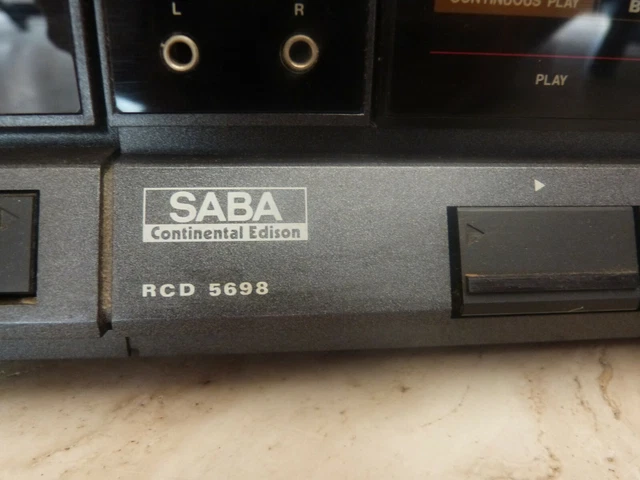 L R
CONTINUOUS PLAY
PLAY
SABA
Continental Edison
RCD 5698